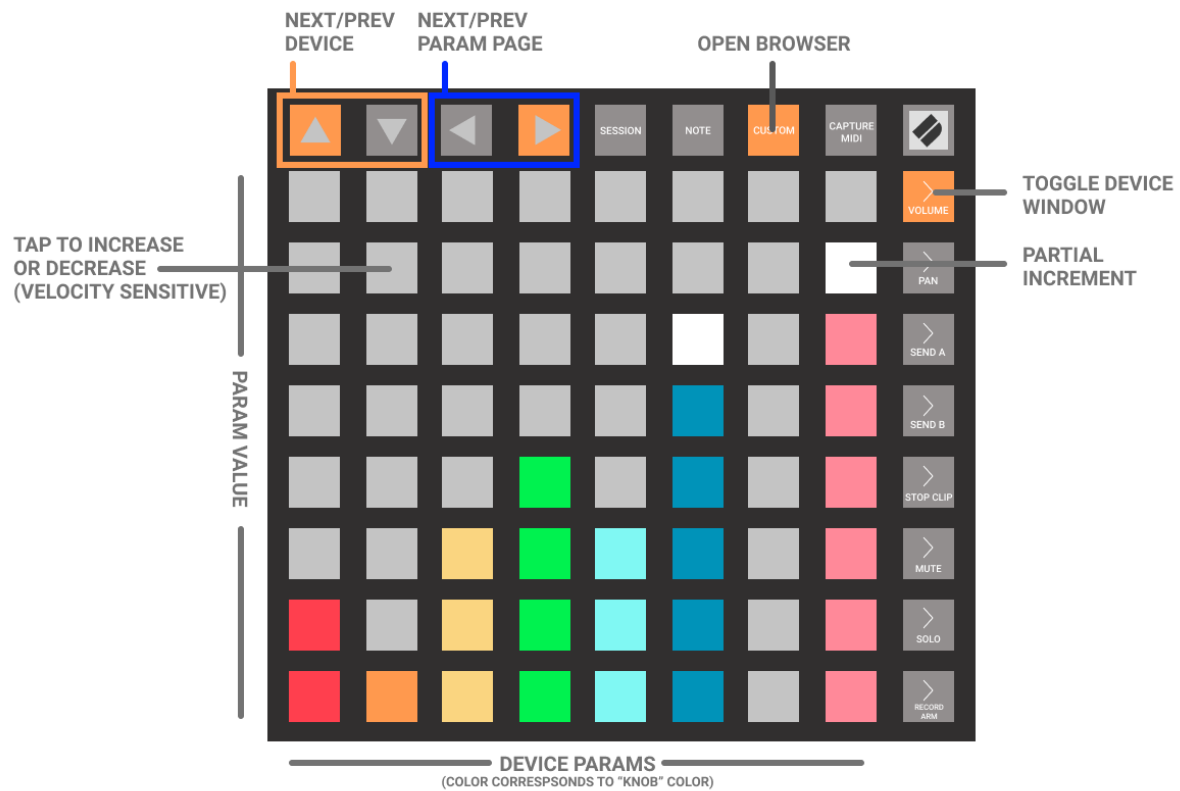 NEXT/PREV
DEVICE
NEXT/PREV
PARAM PAGE
OPEN BROWSER
SESSION
NOTE
CUSTOM
CAPTURE
MIDI
VOLUME
TOGGLE DEVICE
WINDOW
TAP TO INCREASE
OR DECREASE
(VELOCITY SENSITIVE)
PAN
PARTIAL
INCREMENT
SEND A
PARAM VALUE
SEND B
STOP CLIP
MUTE
SOLO
RECORD
ARM
DEVICE PARAMS
(COLOR CORRESPSONDS TO "KNOB" COLOR)